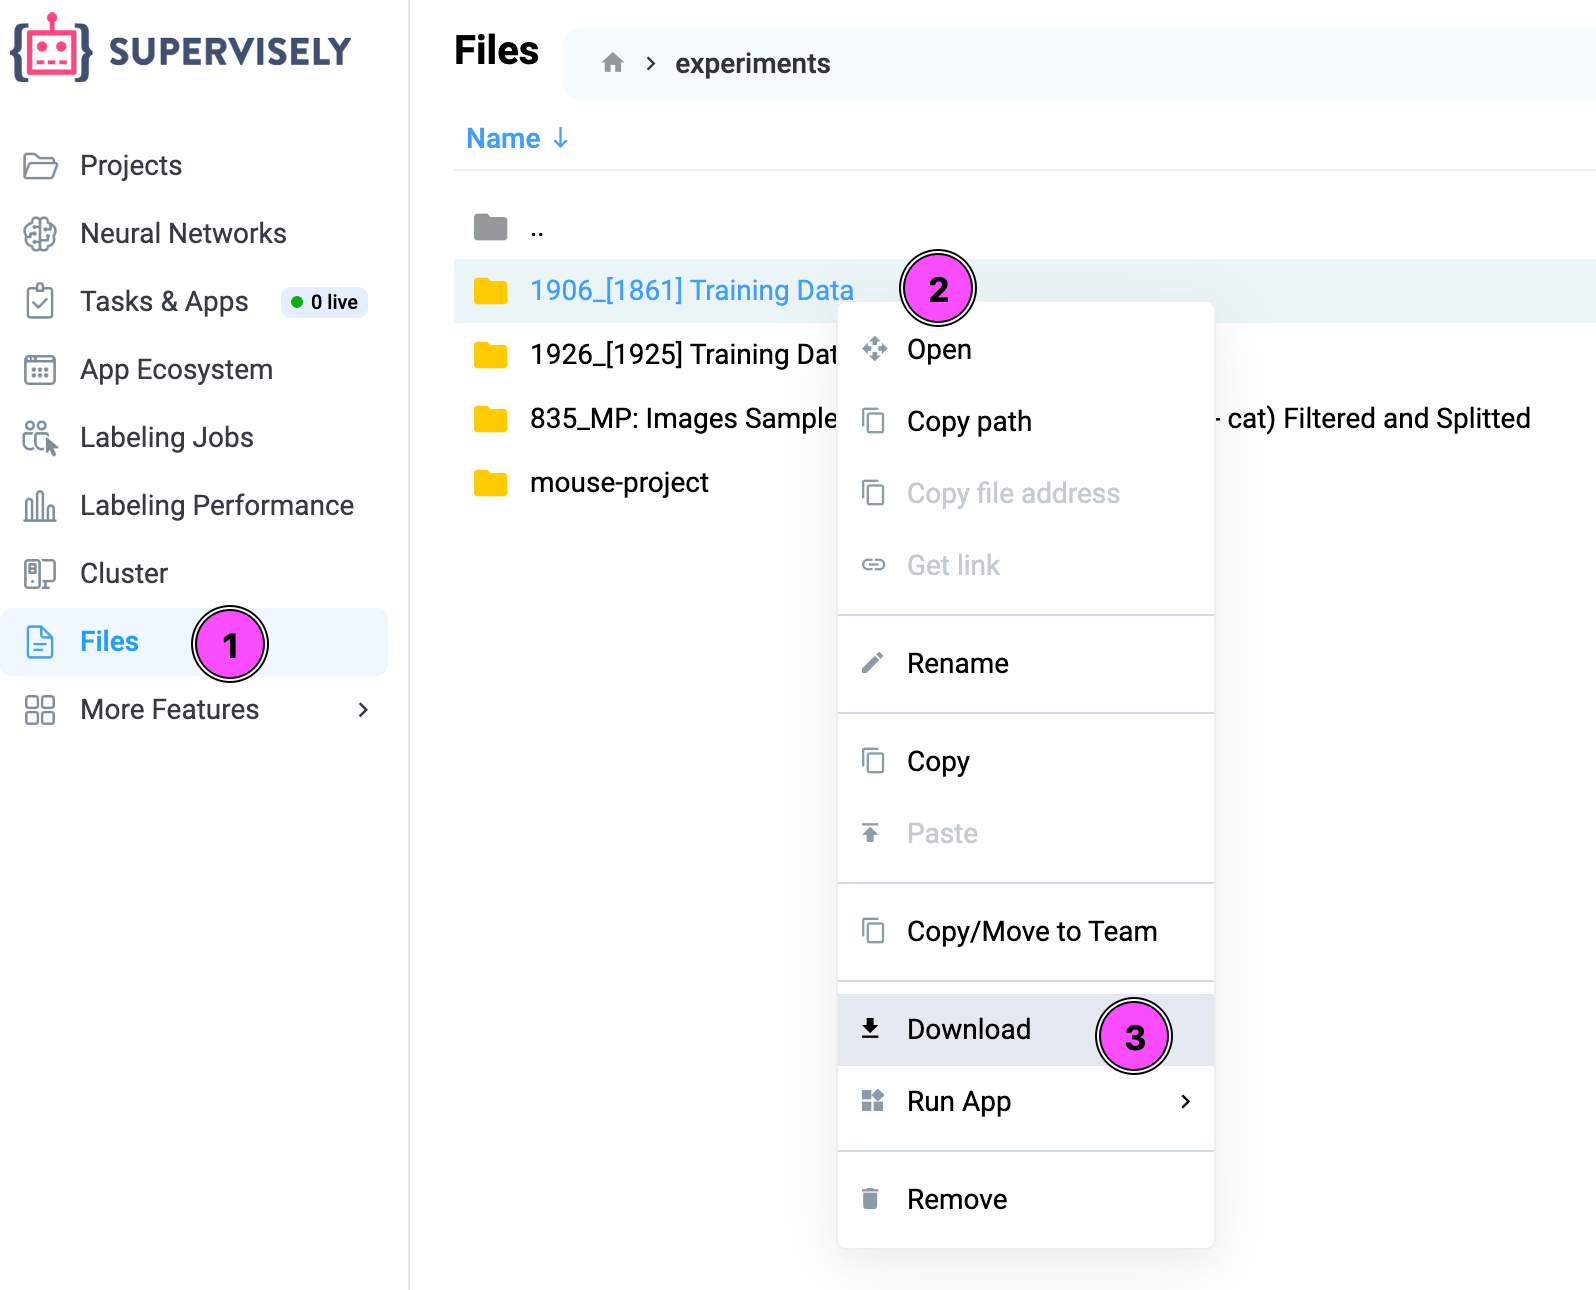 SUPERVISELY
Projects
Neural Networks
Tasks & Apps 0 live
App Ecosystem
Labeling Jobs
Labeling Performance
Cluster
Files 1
More Features
Files experiments
Name
..
1906_[1861] Training Data 2
1926_[1925] Training Dat
835_MP: Images Sample - cat) Filtered and Splitted
mouse-project
Open
Copy path
Copy file address
Get link
Rename
Copy
Paste
Copy/Move to Team
Download 3
Run App
Remove